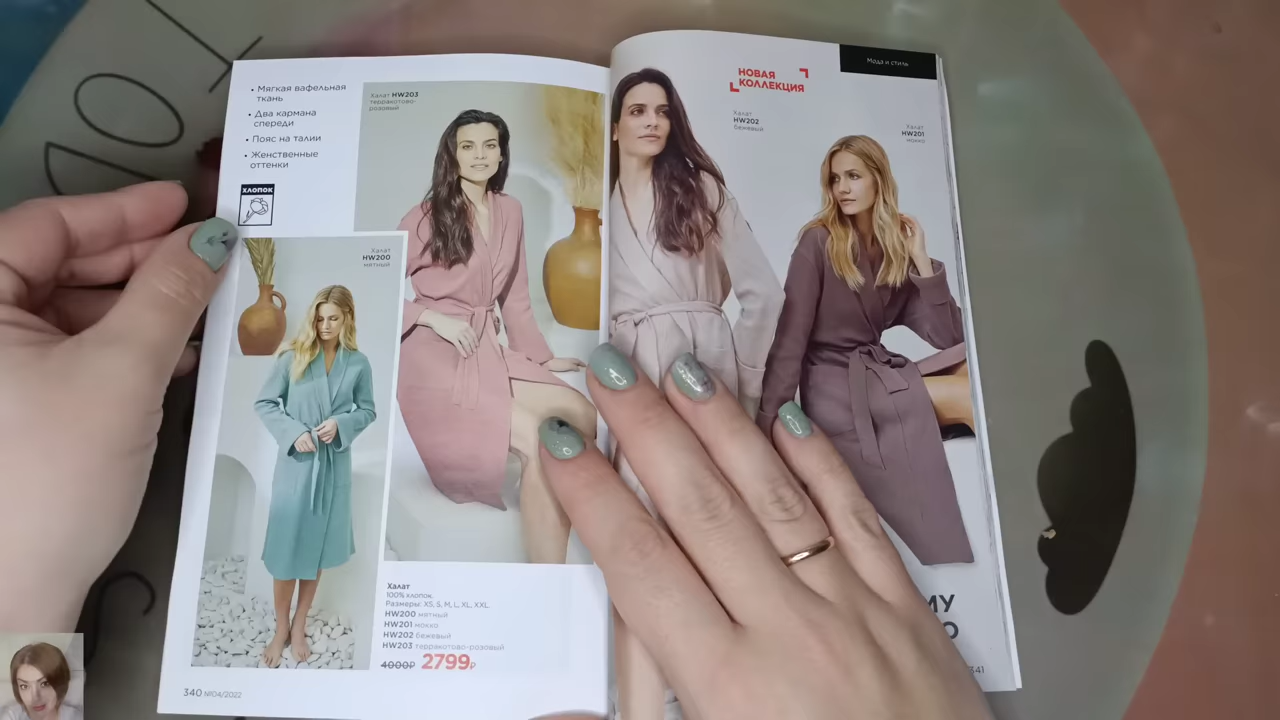 • Мягкая вафельная
ткань
• Два кармана
спереди
• Пояс на талии
• Женственные
оттенки
ХЛОПОК
Халат HW203
терракотово-
розовый
Халат
HW200
мятный
Халат
100% хлопок.
Размеры: XS, S, M, L, XL, XXL.
HW200 мятный
HW201 мокко
HW202 бежевый
HW203 терракотово-розовый
4000₽ 2799₽
340 №04/2022
Мода и стиль
НОВАЯ
КОЛЛЕКЦИЯ
Халат
HW202
бежевый
Халат
HW201
мокко
341